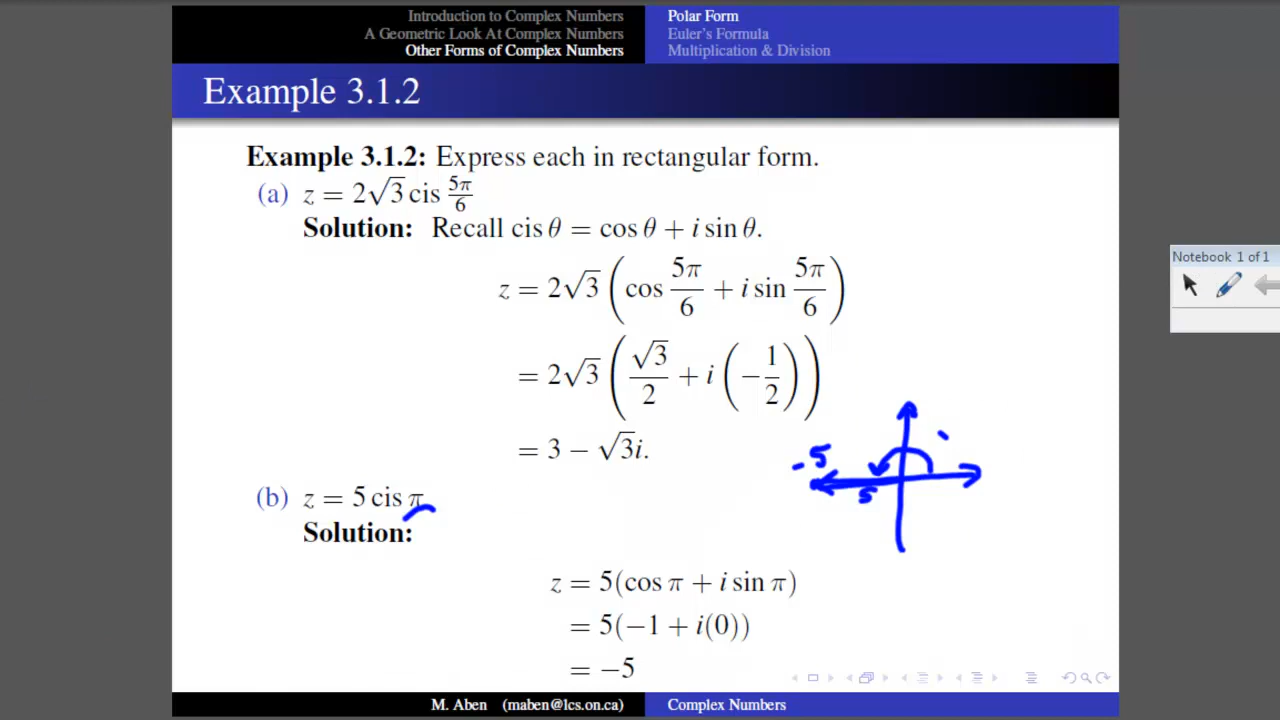 Introduction to Complex Numbers
A Geometric Look At Complex Numbers
Other Forms of Complex Numbers
Polar Form
Euler's Formula
Multiplication & Division
Example 3.1.2
Example 3.1.2: Express each in rectangular form.
(a) z = 2√3 cis 5π/6
Solution: Recall cis θ = cos θ + i sin θ.
z = 2√3 (cos 5π/6 + i sin 5π/6)
= 2√3 (√3/2 + i (−1/2))
= 3 − √3i.
-5
5
(b) z = 5 cis π
Solution:
z = 5(cos π + i sin π)
= 5(−1 + i(0))
= −5
M. Aben (maben@lcs.on.ca)
Complex Numbers
Notebook 1 of 1